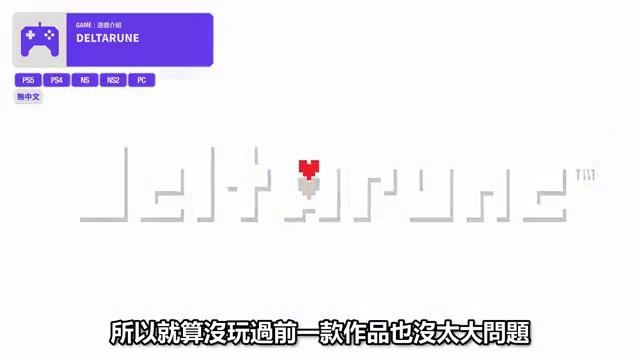 GAME｜遊戲介紹
DELTARUNE
PS5 PS4 NS NS2 PC
無中文
deltarune™
所以就算沒玩過前一款作品也沒太大問題